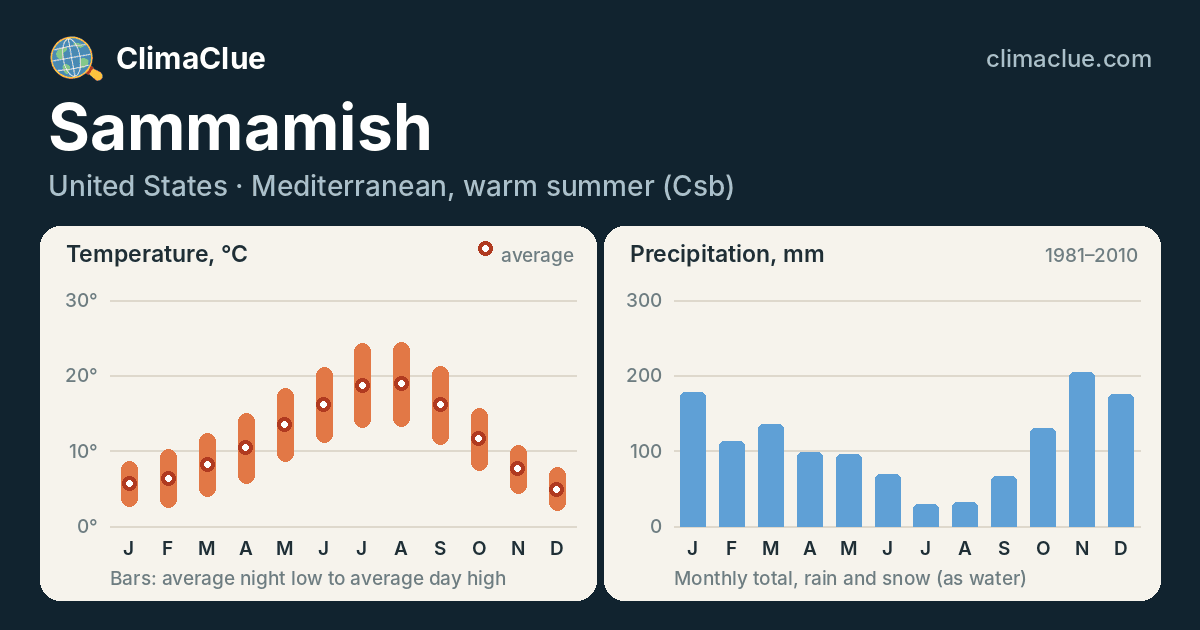 ClimaClue
climaclue.com
Sammamish
United States · Mediterranean, warm summer (Csb)
Temperature, °C
average
30°
20°
10°
0°
J F M A M J J A S O N D
Bars: average night low to average day high
Precipitation, mm
1981–2010
300
200
100
0
J F M A M J J A S O N D
Monthly total, rain and snow (as water)